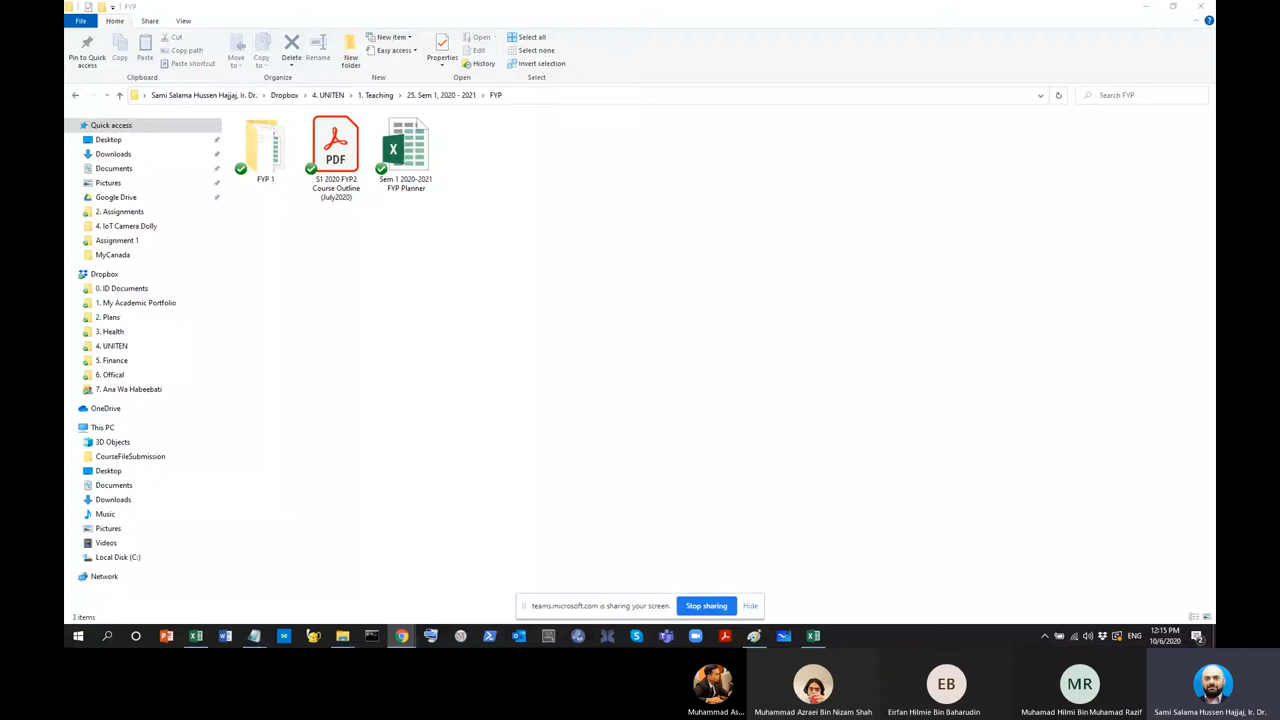 FYP
File Home Share View
Pin to Quick access
Copy
Paste
Cut
Copy path
Paste shortcut
Clipboard
Move to
Copy to
Delete
Rename
Organize
New folder
New item
Easy access
New
Properties
Open
Edit
History
Open
Select all
Select none
Invert selection
Select
Sami Salama Hussen Hajjaj, Ir. Dr. > Dropbox > 4. UNITEN > 1. Teaching > 25. Sem 1, 2020 - 2021 > FYP
Search FYP
Quick access
Desktop
Downloads
Documents
Pictures
Google Drive
2. Assignments
4. IoT Camera Dolly
Assignment 1
MyCanada
Dropbox
0. ID Documents
1. My Academic Portfolio
2. Plans
3. Health
4. UNITEN
5. Finance
6. Offical
7. Ana Wa Habeebati
OneDrive
This PC
3D Objects
CourseFileSubmission
Desktop
Documents
Downloads
Music
Pictures
Videos
Local Disk (C:)
Network
FYP 1
PDF
S1 2020 FYP2
Course Outline
(July2020)
X
Sem 1 2020-2021
FYP Planner
teams.microsoft.com is sharing your screen.
Stop sharing
Hide
3 items
ENG
12:15 PM
10/6/2020
Muhammad As...
Muhammad Azraei Bin Nizam Shah
EB
Eirfan Hilmie Bin Baharudin
MR
Muhamad Hilmi Bin Muhamad Razif
Sami Salama Hussen Hajjaj, Ir. Dr.